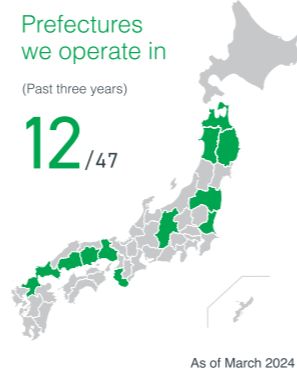 Prefectures
we operate in
(Past three years)
12/47
As of March 2024